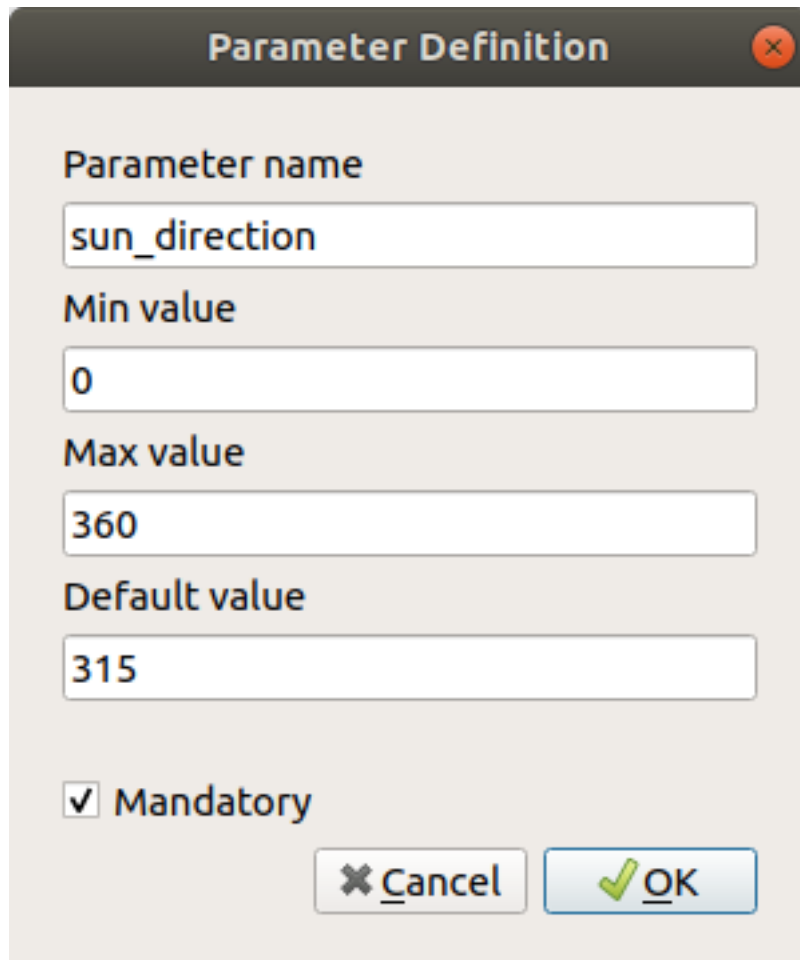 Parameter Definition
Parameter name
sun_direction
Min value
0
Max value
360
Default value
315
Mandatory
Cancel OK